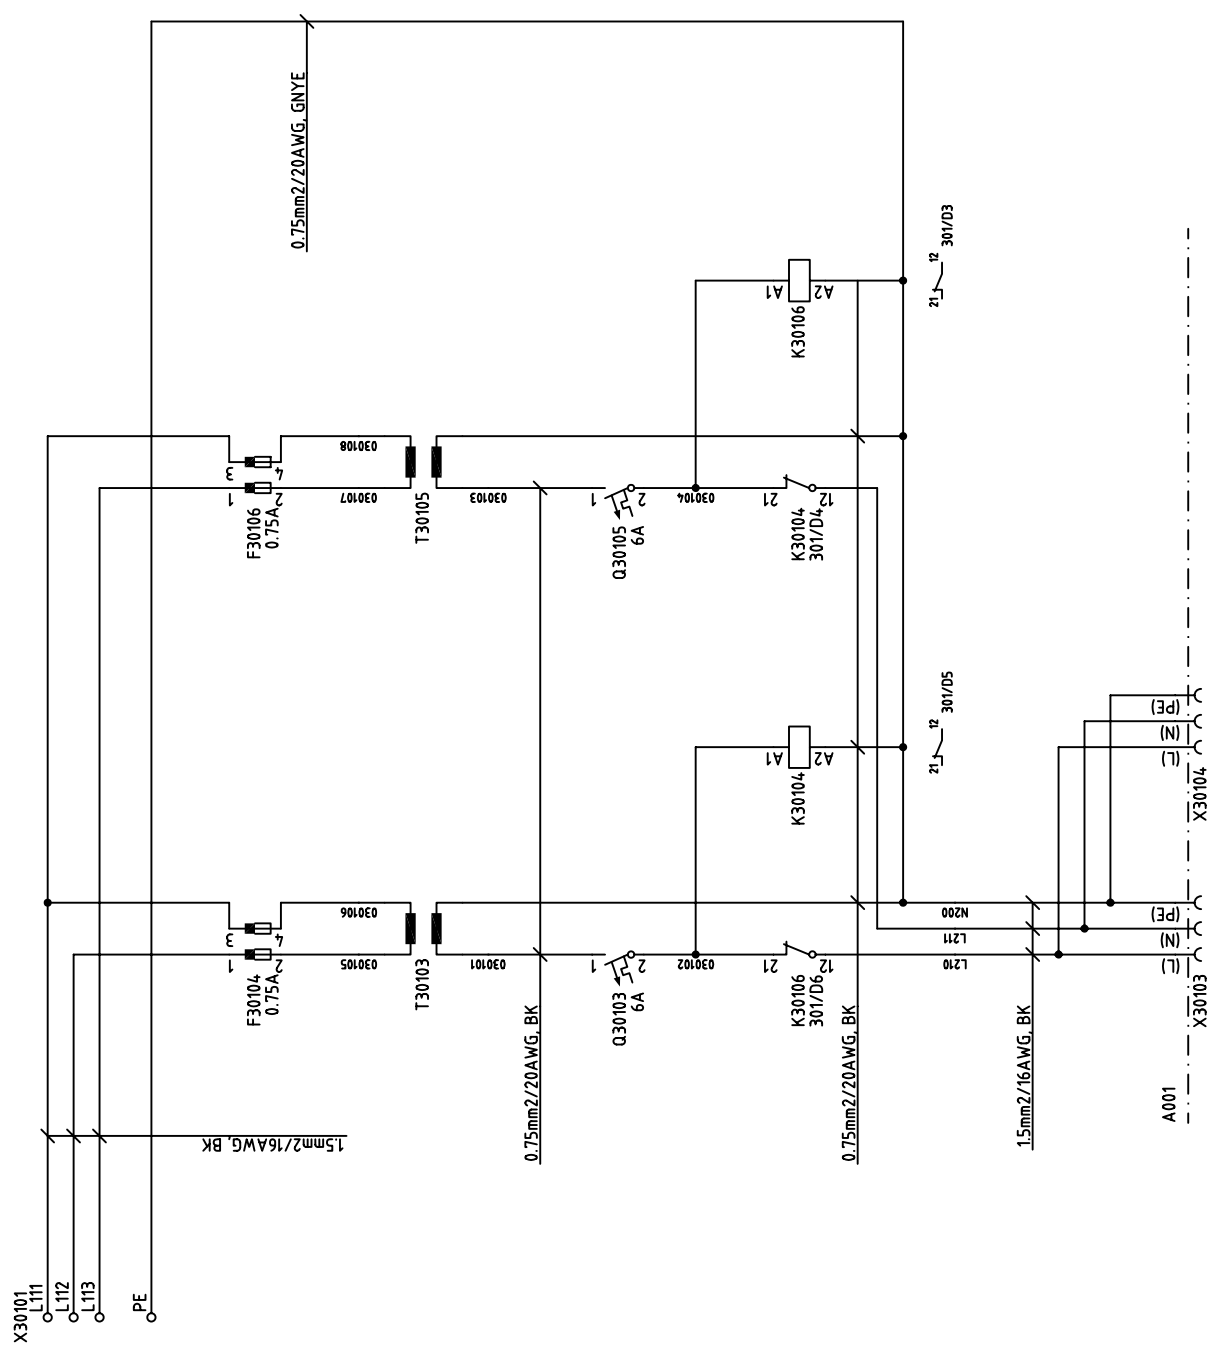 0.75mm2/20AWG, GNYE
301/D3
12
21
A1
A2
K30106
030108
3
4
1
2
F30106
0.75A
030107
T30105
030103
1
2
Q30105
6A
030104
21
12
K30104
301/D4
301/D5
12
21
A1
A2
K30104
(PE)
(N)
(L)
X30104
030106
3
4
1
2
F30104
0.75A
030105
T30103
030101
1
2
Q30103
6A
030102
21
12
K30106
301/D6
N200
L211
L210
(PE)
(N)
(L)
X30103
0.75mm2/20AWG, BK
0.75mm2/20AWG, BK
1.5mm2/16AWG, BK
A001
1.5mm2/16AWG, BK
X30101
L111
L112
L113
PE